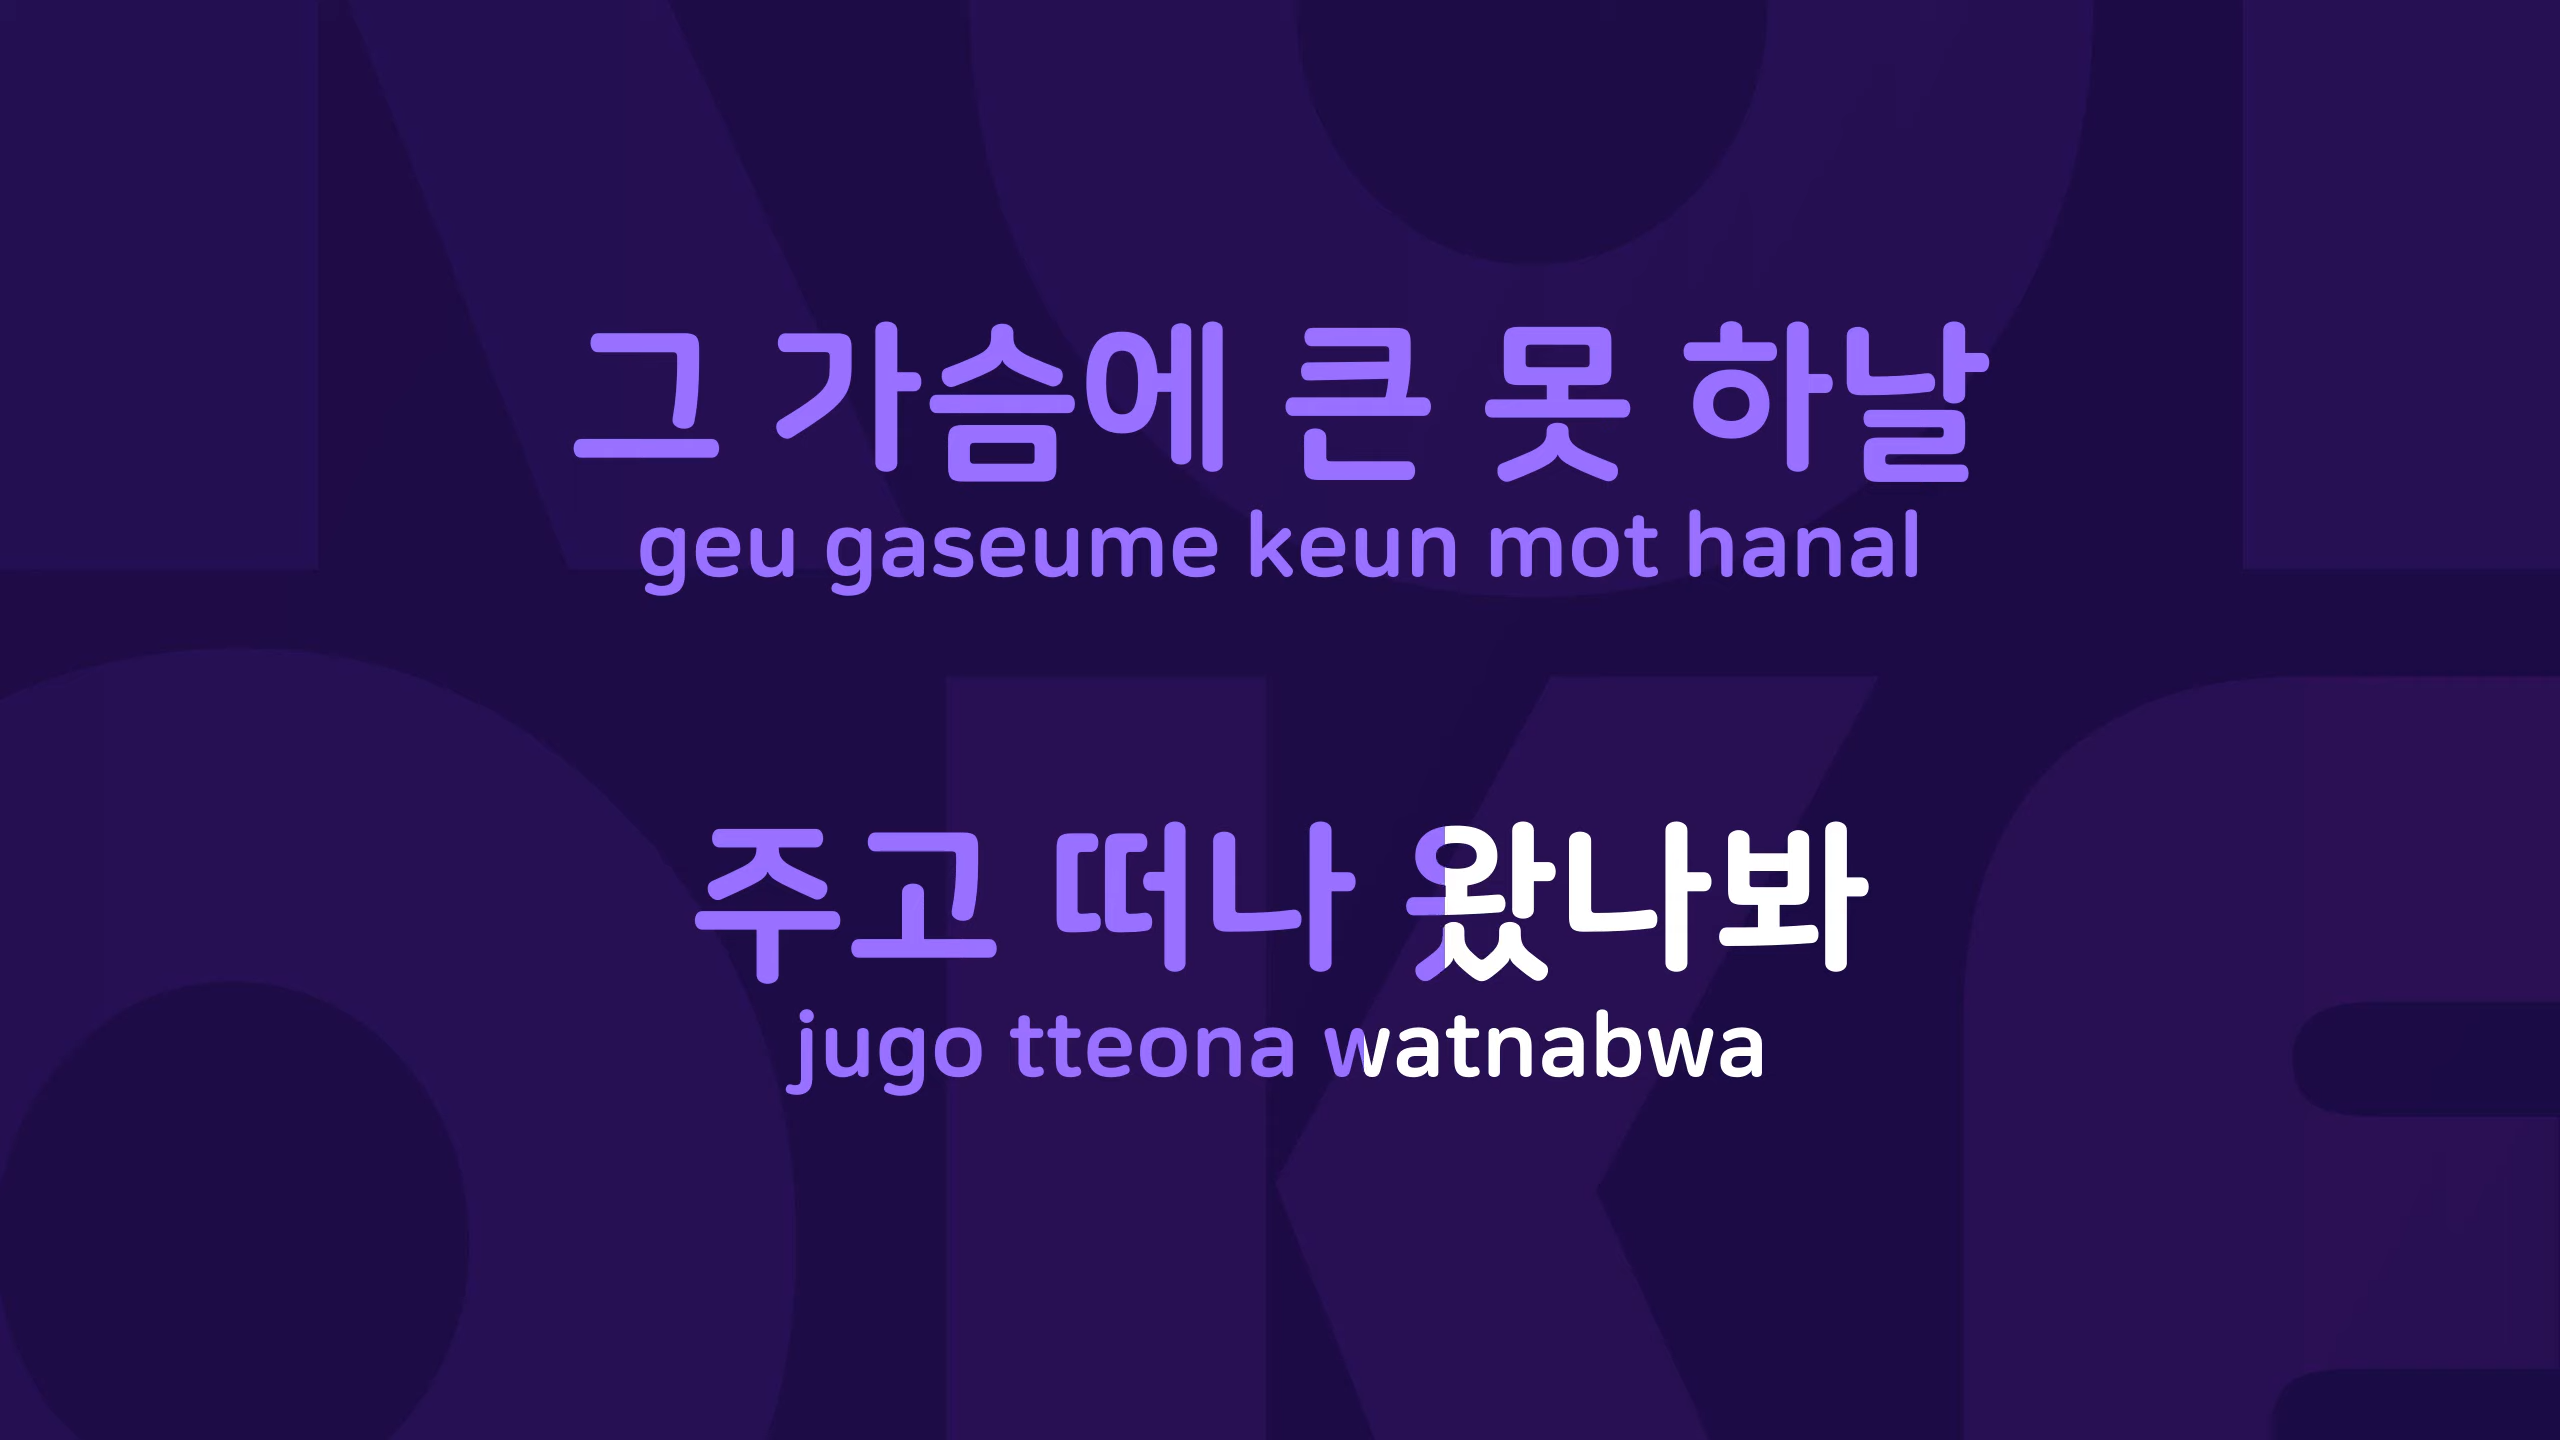 그 가슴에 큰 못 하날
geu gaseume keun mot hanal
주고 떠나 왔나봐
jugo tteona watnabwa